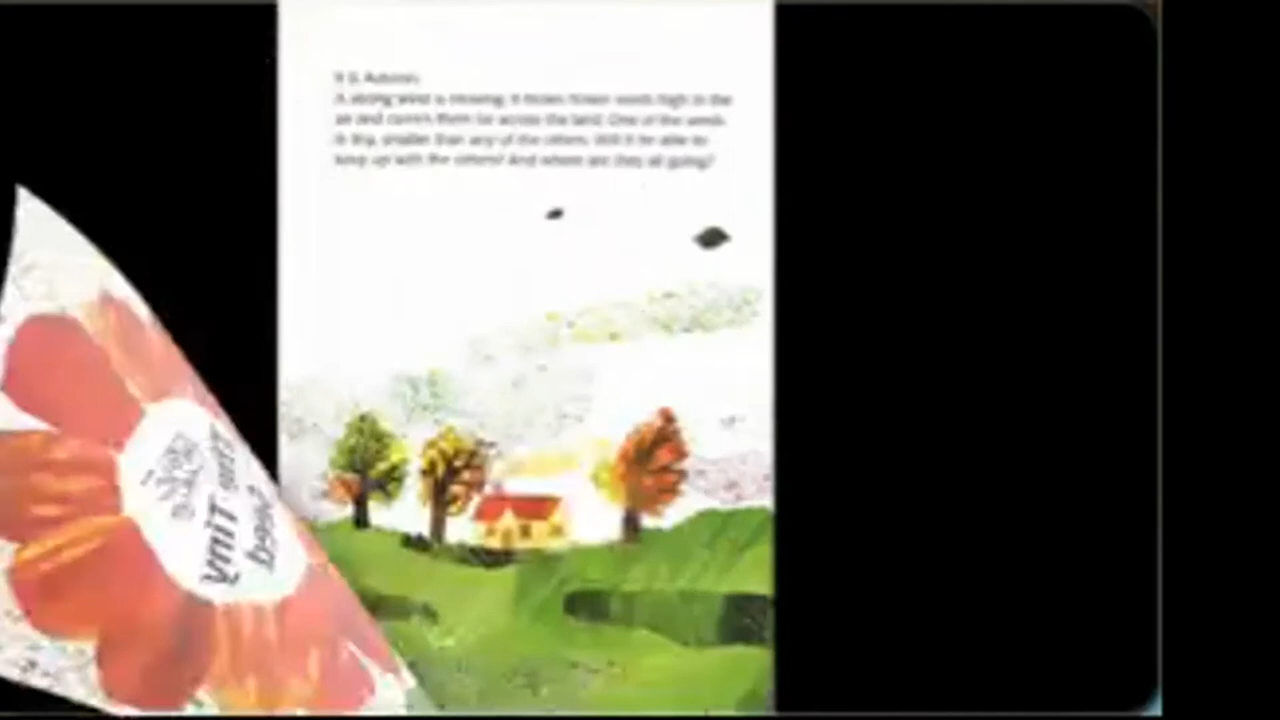 It is Autumn.
A strong wind is blowing. It blows flower seeds high in the
air and carries them far across the land. One of the seeds
is tiny, smaller than any of the others. Will it be able to
keep up with the others? And where are they all going?
Tiny
Seed